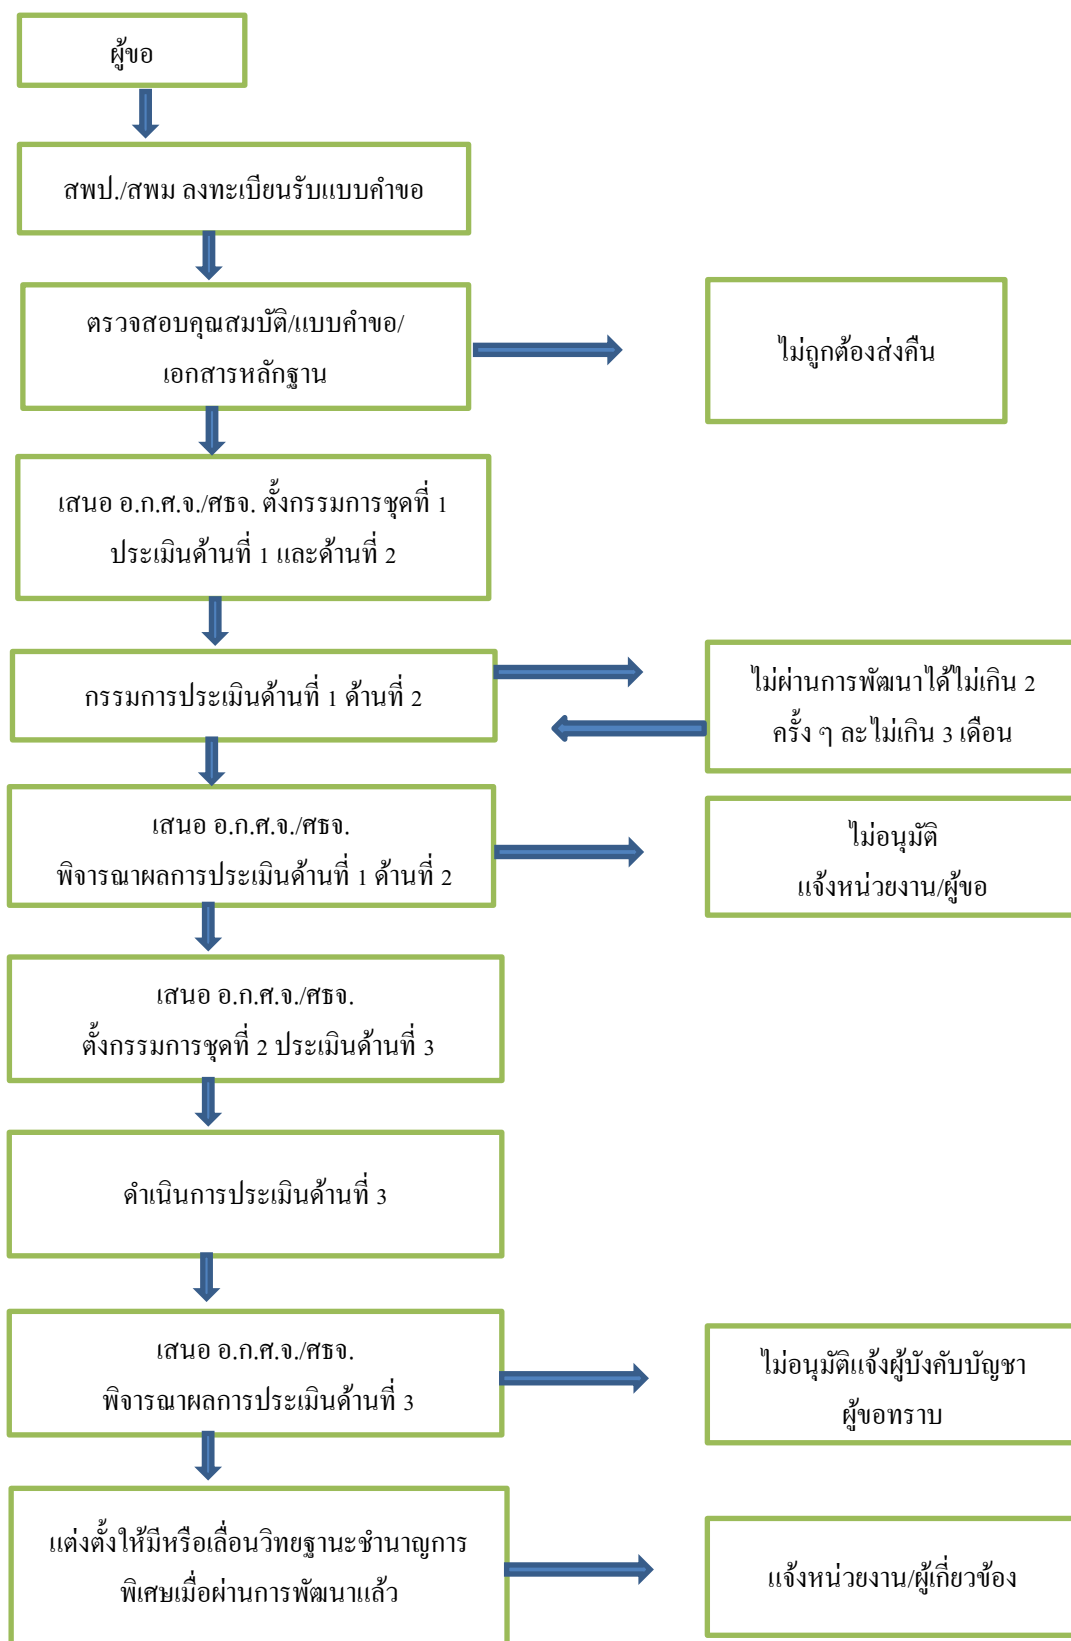 ผู้ขอ
สพป./สพม ลงทะเบียนรับแบบคำขอ
ตรวจสอบคุณสมบัติ/แบบคำขอ/
เอกสารหลักฐาน
ไม่ถูกต้องส่งคืน
เสนอ อ.ก.ศ.จ./ศธจ. ตั้งกรรมการชุดที่ 1
ประเมินด้านที่ 1 และด้านที่ 2
กรรมการประเมินด้านที่ 1 ด้านที่ 2
ไม่ผ่านการพัฒนาได้ไม่เกิน 2
ครั้ง ๆ ละไม่เกิน 3 เดือน
เสนอ อ.ก.ศ.จ./ศธจ.
พิจารณาผลการประเมินด้านที่ 1 ด้านที่ 2
ไม่อนุมัติ
แจ้งหน่วยงาน/ผู้ขอ
เสนอ อ.ก.ศ.จ./ศธจ.
ตั้งกรรมการชุดที่ 2 ประเมินด้านที่ 3
ดำเนินการประเมินด้านที่ 3
เสนอ อ.ก.ศ.จ./ศธจ.
พิจารณาผลการประเมินด้านที่ 3
ไม่อนุมัติแจ้งผู้บังคับบัญชา
ผู้ขอทราบ
แต่งตั้งให้มีหรือเลื่อนวิทยฐานะชำนาญการ
พิเศษเมื่อผ่านการพัฒนาแล้ว
แจ้งหน่วยงาน/ผู้เกี่ยวข้อง